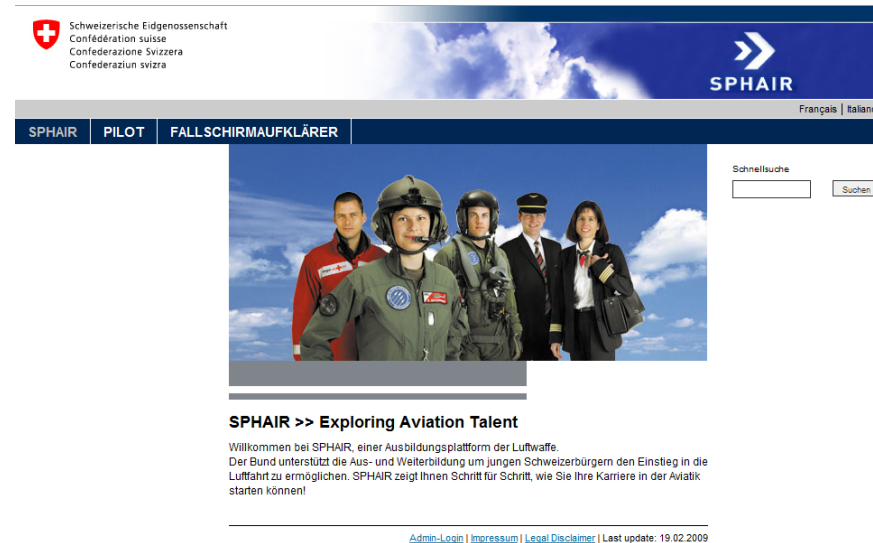 Schweizerische Eidgenossenschaft
Confédération suisse
Confederazione Svizzera
Confederaziun svizra
SPHAIR
Français | Italiano
SPHAIR
PILOT
FALLSCHIRMAUFKLÄRER
Schnellsuche
Suchen
SPHAIR >> Exploring Aviation Talent
Willkommen bei SPHAIR, einer Ausbildungsplattform der Luftwaffe.
Der Bund unterstützt die Aus- und Weiterbildung um jungen Schweizerbürgern den Einstieg in die
Luftfahrt zu ermöglichen. SPHAIR zeigt Ihnen Schritt für Schritt, wie Sie Ihre Karriere in der Aviatik
starten können!
Admin-Login | Impressum | Legal Disclaimer | Last update: 19.02.2009